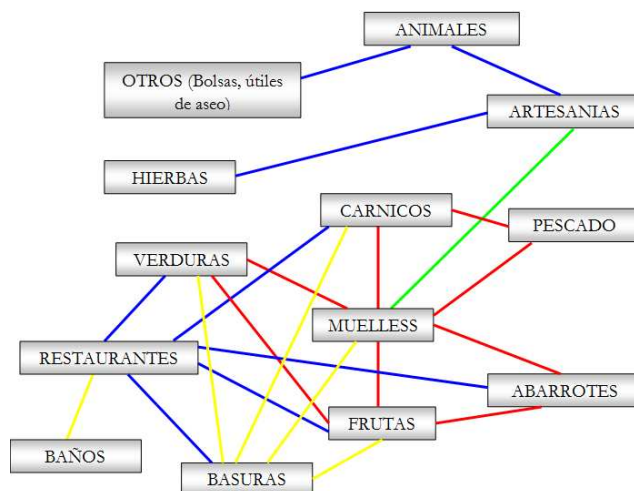 ANIMALES
OTROS (Bolsas, útiles
de aseo)
ARTESANIAS
HIERBAS
CARNICOS
PESCADO
VERDURAS
MUELLESS
RESTAURANTES
ABARROTES
FRUTAS
BAÑOS
BASURAS